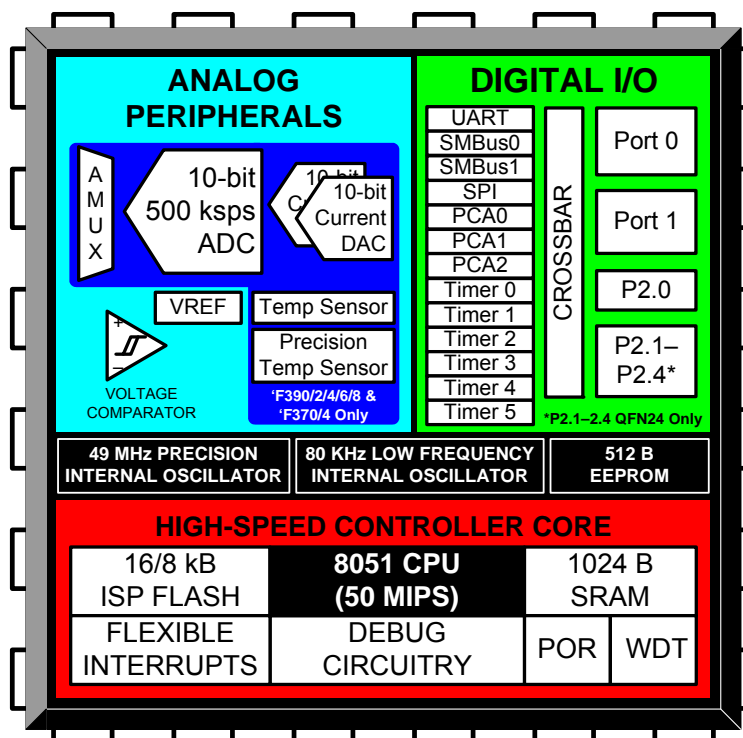 ANALOG
PERIPHERALS
A
M
U
X
10-bit
500 ksps
ADC
10-bit
10-bit
Current
DAC
VREF
Temp Sensor
Precision
Temp Sensor
+
–
VOLTAGE
COMPARATOR
‘F390/2/4/6/8 &
‘F370/4 Only
DIGITAL I/O
UART
SMBus0
SMBus1
SPI
PCA0
PCA1
PCA2
Timer 0
Timer 1
Timer 2
Timer 3
Timer 4
Timer 5
CROSSBAR
Port 0
Port 1
P2.0
P2.1–
P2.4*
*P2.1–2.4 QFN24 Only
49 MHz PRECISION
INTERNAL OSCILLATOR
80 KHz LOW FREQUENCY
INTERNAL OSCILLATOR
512 B
EEPROM
HIGH-SPEED CONTROLLER CORE
16/8 kB
ISP FLASH
8051 CPU
(50 MIPS)
1024 B
SRAM
FLEXIBLE
INTERRUPTS
DEBUG
CIRCUITRY
POR
WDT